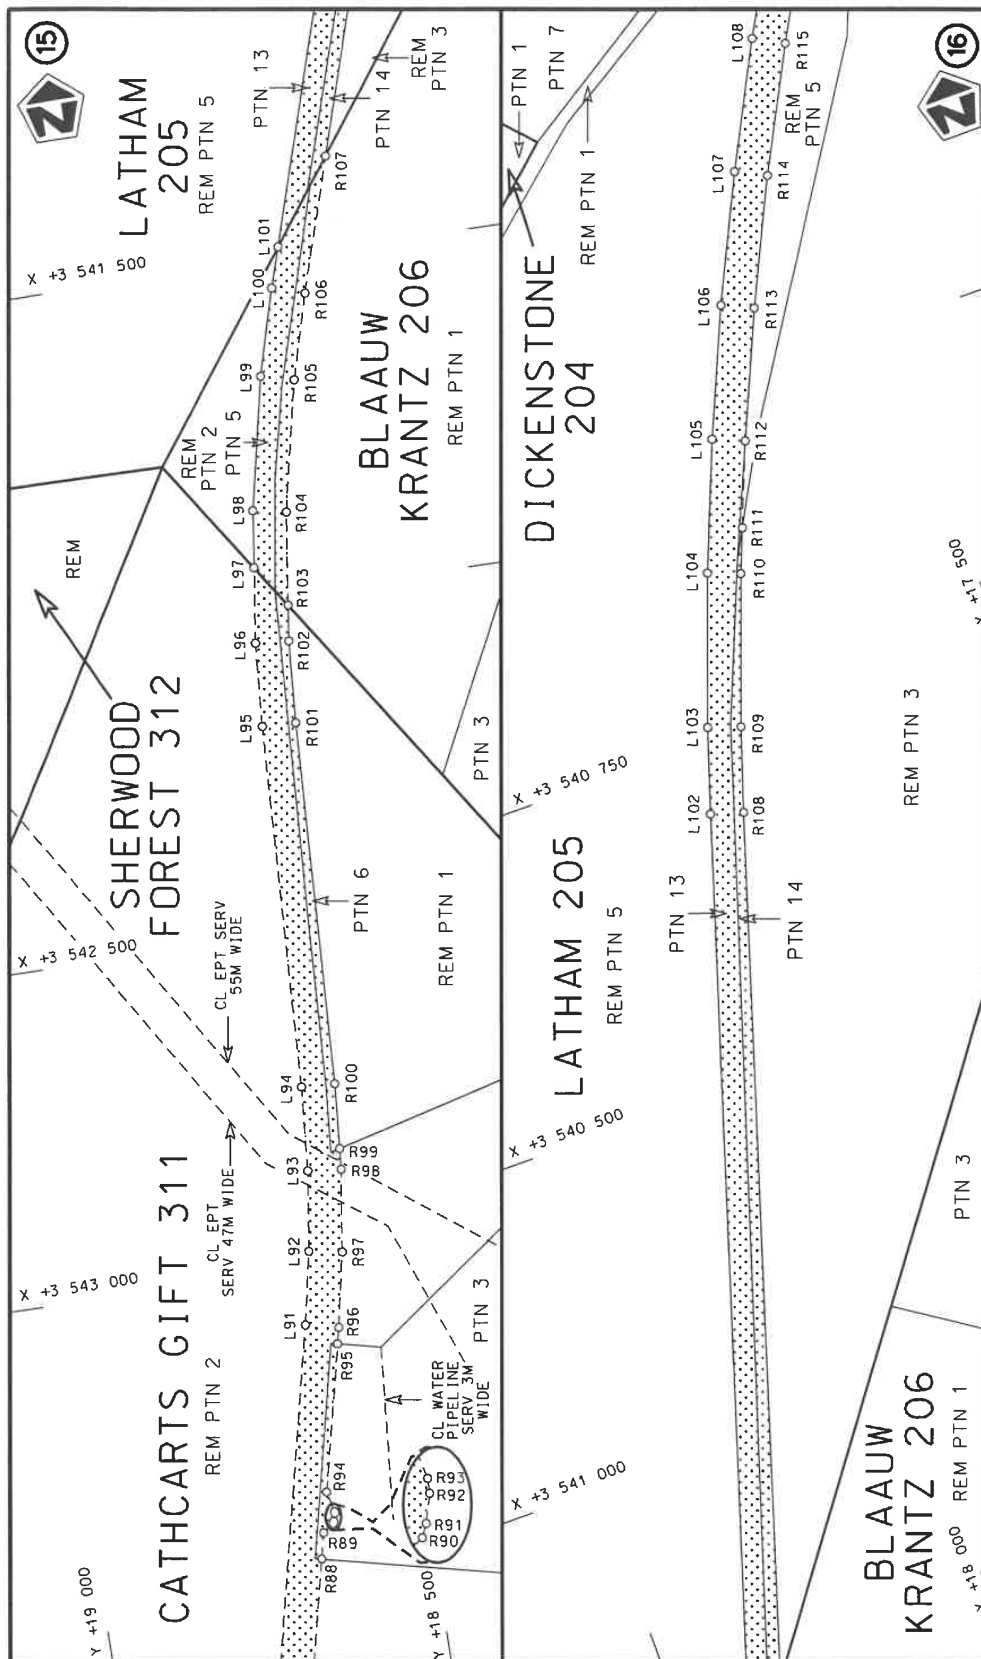 15
LATHAM
205
REM PTN 5
PTN 13
PTN 14
REM
PTN 3
X +3 541 500
L101
L100
L99
L98
L97
L96
L95
L94
L93
L92
L91
R107
R106
R105
R104
R103
R102
R101
R100
R99
R98
R97
R96
R95
R94
R93
R92
R91
R90
R89
R88
REM
PTN 2
PTN 5
BLAAUW
KRANTZ 206
REM PTN 1
REM
SHERWOOD
FOREST 312
PTN 3
PTN 6
REM PTN 1
X +3 542 500
CL EPT SERV
55M WIDE
CL EPT
SERV 47M WIDE
CATHCARTS GIFT 311
REM PTN 2
X +3 543 000
PTN 3
CL WATER
PIPELINE
SERV 3M
WIDE
Y +19 000
Y +18 500
16
PTN 1
PTN 7
REM PTN 1
DICKENSTONE
204
L108
L107
L106
L105
L104
L103
L102
R115
R114
R113
R112
R111
R110
R109
R108
REM
PTN 5
X +3 540 750
LATHAM 205
REM PTN 5
PTN 13
PTN 14
REM PTN 3
+17 500
X +3 540 500
PTN 3
X +3 541 000
BLAAUW
KRANTZ 206
REM PTN 1
+18 000